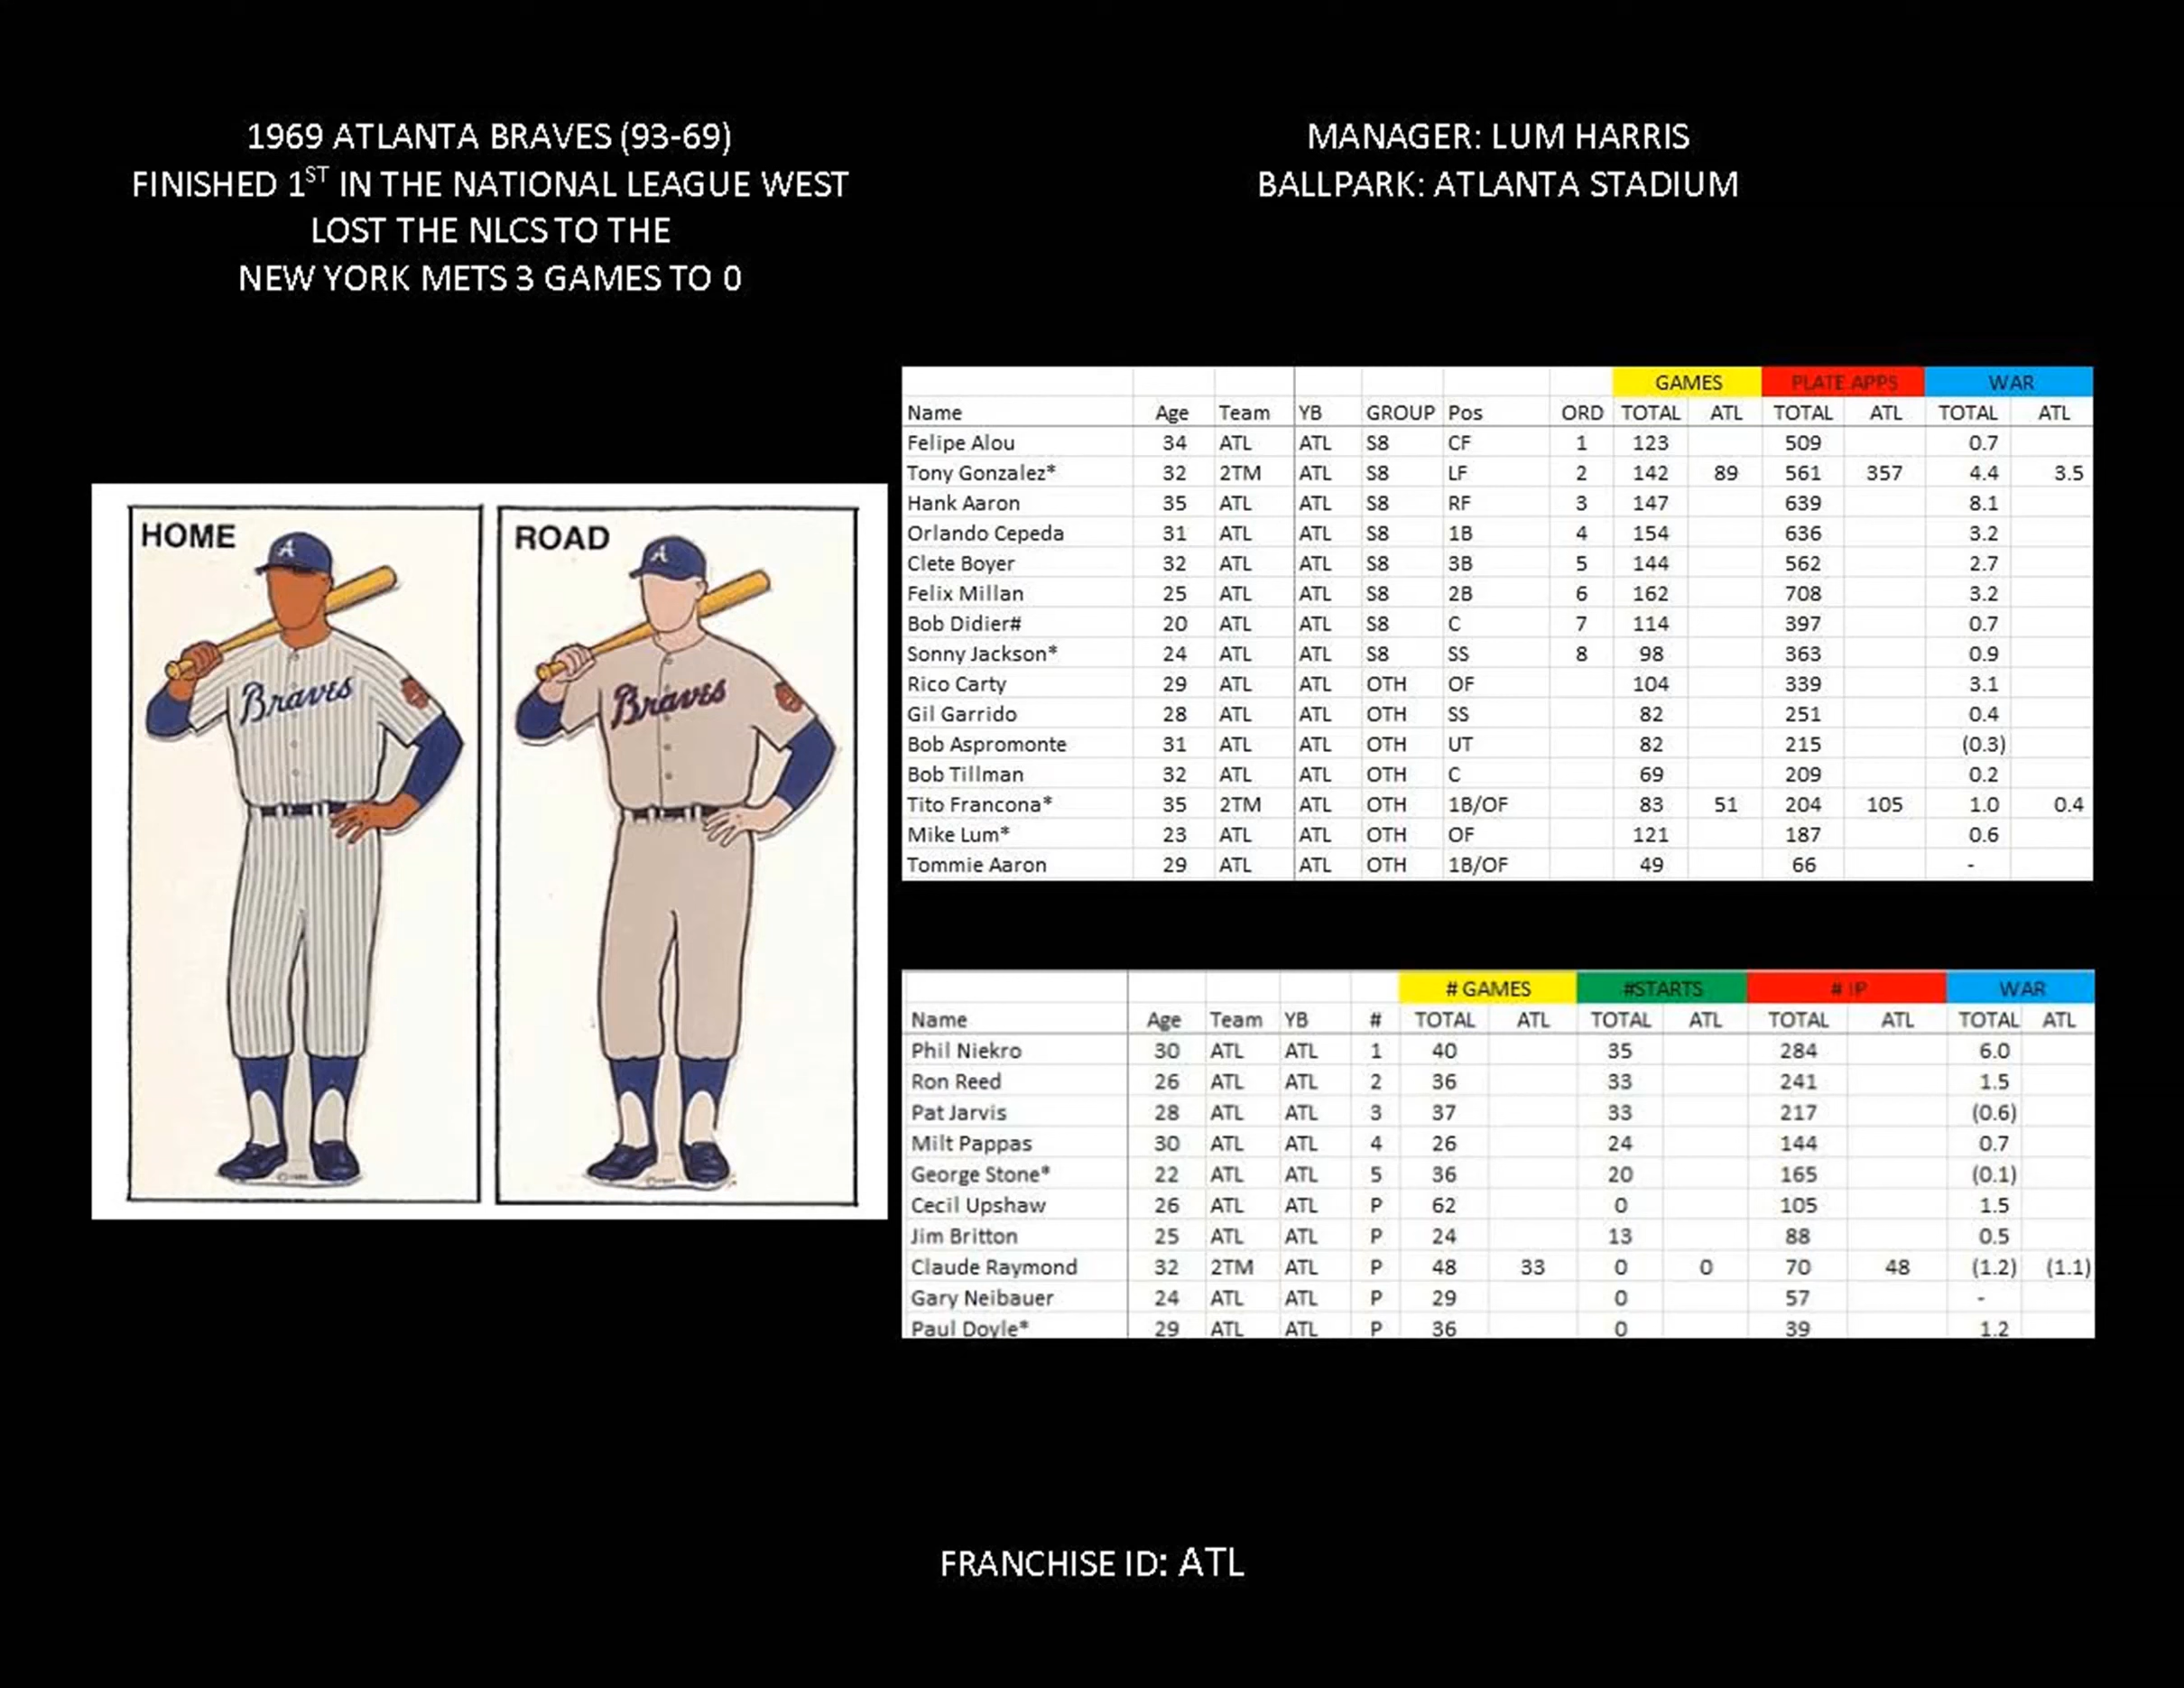 1969 ATLANTA BRAVES (93-69)
FINISHED 1ST IN THE NATIONAL LEAGUE WEST
LOST THE NLCS TO THE
NEW YORK METS 3 GAMES TO 0
MANAGER: LUM HARRIS
BALLPARK: ATLANTA STADIUM
HOME
A
Braves
ROAD
A
Braves
GAMES PLATE APPS WAR
Name Age Team YB GROUP Pos ORD TOTAL ATL TOTAL ATL TOTAL ATL
Felipe Alou 34 ATL ATL S8 CF 1 123 509 0.7
Tony Gonzalez* 32 2TM ATL S8 LF 2 142 89 561 357 4.4 3.5
Hank Aaron 35 ATL ATL S8 RF 3 147 639 8.1
Orlando Cepeda 31 ATL ATL S8 1B 4 154 636 3.2
Clete Boyer 32 ATL ATL S8 3B 5 144 562 2.7
Felix Millan 25 ATL ATL S8 2B 6 162 708 3.2
Bob Didier# 20 ATL ATL S8 C 7 114 397 0.7
Sonny Jackson* 24 ATL ATL S8 SS 8 98 363 0.9
Rico Carty 29 ATL ATL OTH OF 104 339 3.1
Gil Garrido 28 ATL ATL OTH SS 82 251 0.4
Bob Aspromonte 31 ATL ATL OTH UT 82 215 (0.3)
Bob Tillman 32 ATL ATL OTH C 69 209 0.2
Tito Francona* 35 2TM ATL OTH 1B/OF 83 51 204 105 1.0 0.4
Mike Lum* 23 ATL ATL OTH OF 121 187 0.6
Tommie Aaron 29 ATL ATL OTH 1B/OF 49 66 -
# GAMES #STARTS # IP WAR
Name Age Team YB # TOTAL ATL TOTAL ATL TOTAL ATL TOTAL ATL
Phil Niekro 30 ATL ATL 1 40 35 284 6.0
Ron Reed 26 ATL ATL 2 36 33 241 1.5
Pat Jarvis 28 ATL ATL 3 37 33 217 (0.6)
Milt Pappas 30 ATL ATL 4 26 24 144 0.7
George Stone* 22 ATL ATL 5 36 20 165 (0.1)
Cecil Upshaw 26 ATL ATL P 62 0 105 1.5
Jim Britton 25 ATL ATL P 24 13 88 0.5
Claude Raymond 32 2TM ATL P 48 33 0 0 70 48 (1.2) (1.1)
Gary Neibauer 24 ATL ATL P 29 0 57 -
Paul Doyle* 29 ATL ATL P 36 0 39 1.2
FRANCHISE ID: ATL